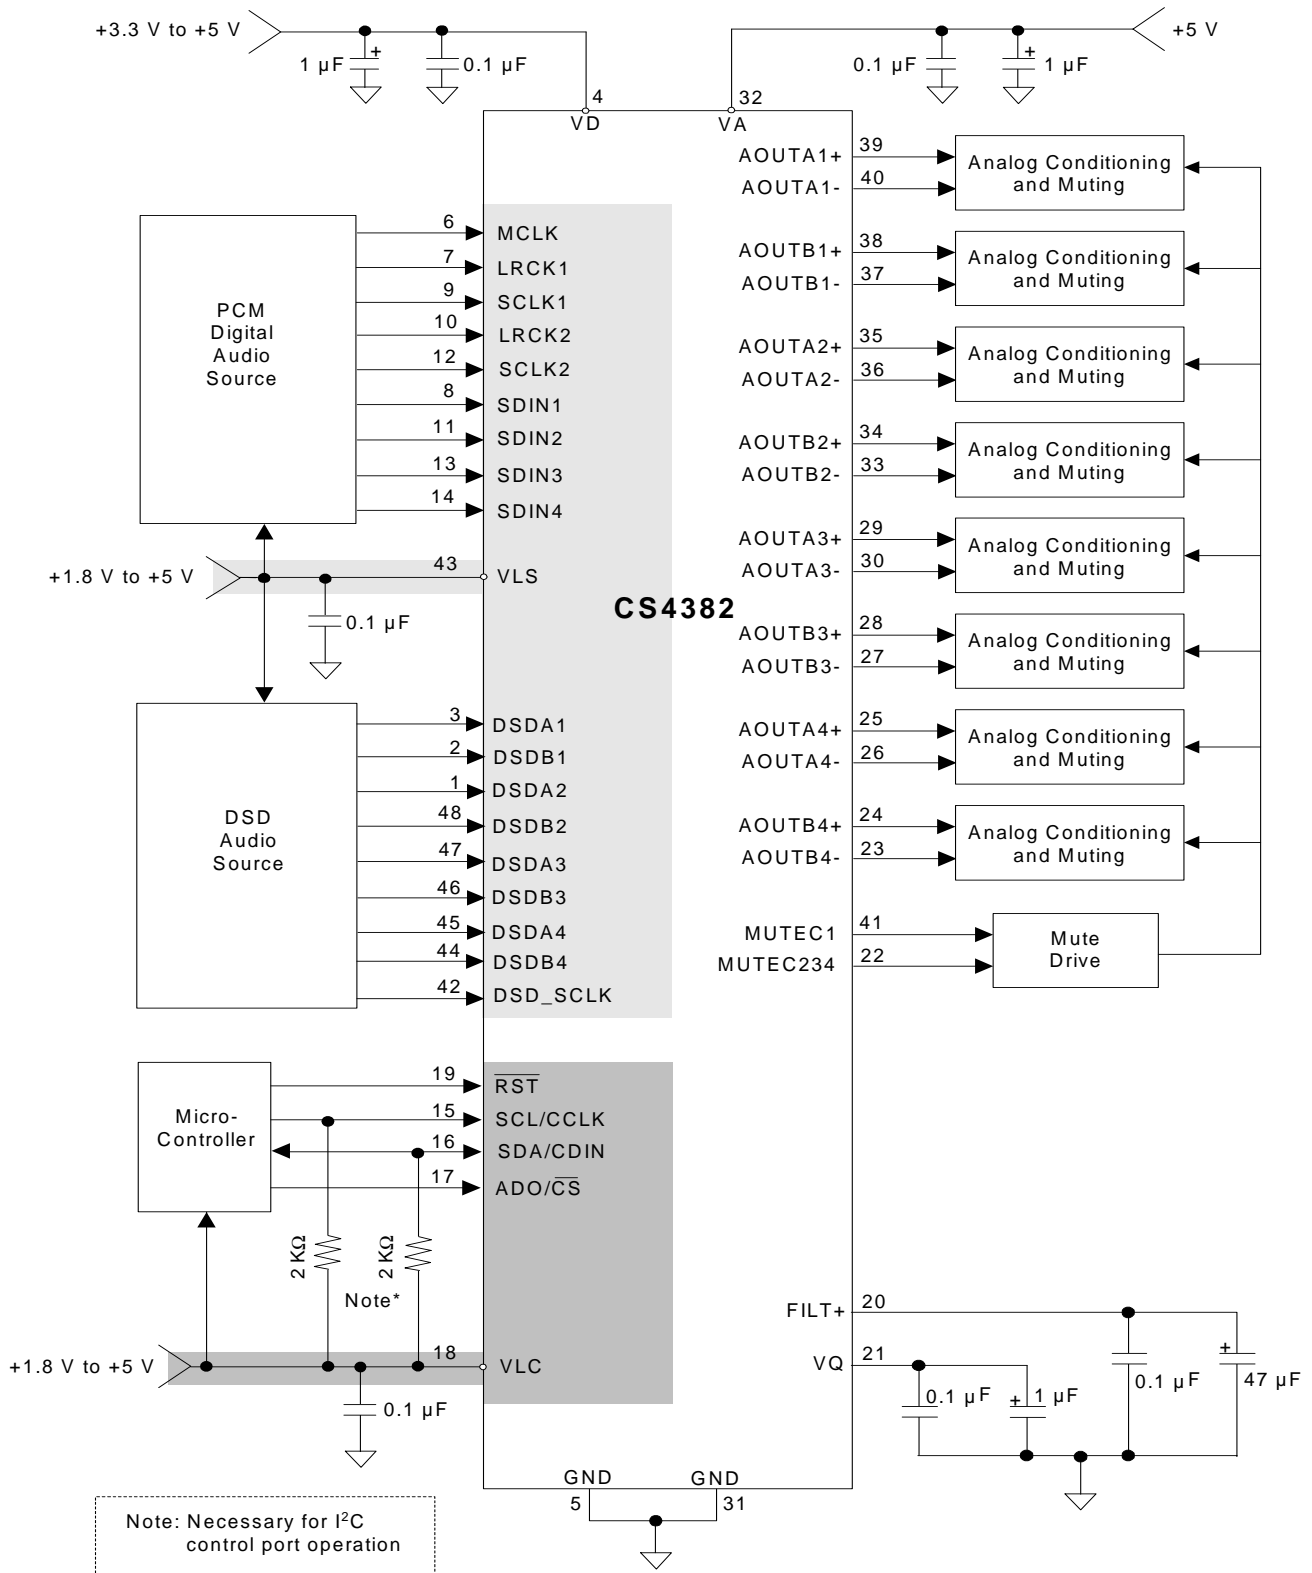 +3.3 V to +5 V
+5 V
1 µF
+
0.1 µF
0.1 µF
+
1 µF
4
32
VD
VA
PCM
Digital
Audio
Source
6
MCLK
7
LRCK1
9
SCLK1
10
LRCK2
12
SCLK2
8
SDIN1
11
SDIN2
13
SDIN3
14
SDIN4
+1.8 V to +5 V
43
VLS
0.1 µF
CS4382
DSD
Audio
Source
3
DSDA1
2
DSDB1
1
DSDA2
48
DSDB2
47
DSDA3
46
DSDB3
45
DSDA4
44
DSDB4
42
DSD_SCLK
Micro-
Controller
19
RST
15
SCL/CCLK
16
SDA/CDIN
17
ADO/CS
2 KΩ
2 KΩ
Note*
+1.8 V to +5 V
18
VLC
0.1 µF
AOUTA1+
39
AOUTA1-
40
Analog Conditioning
and Muting
AOUTB1+
38
AOUTB1-
37
Analog Conditioning
and Muting
AOUTA2+
35
AOUTA2-
36
Analog Conditioning
and Muting
AOUTB2+
34
AOUTB2-
33
Analog Conditioning
and Muting
AOUTA3+
29
AOUTA3-
30
Analog Conditioning
and Muting
AOUTB3+
28
AOUTB3-
27
Analog Conditioning
and Muting
AOUTA4+
25
AOUTA4-
26
Analog Conditioning
and Muting
AOUTB4+
24
AOUTB4-
23
Analog Conditioning
and Muting
MUTEC1
41
MUTEC234
22
Mute
Drive
FILT+
20
VQ
21
0.1 µF
+
1 µF
0.1 µF
+
47 µF
GND
GND
5
31
Note: Necessary for I²C
control port operation